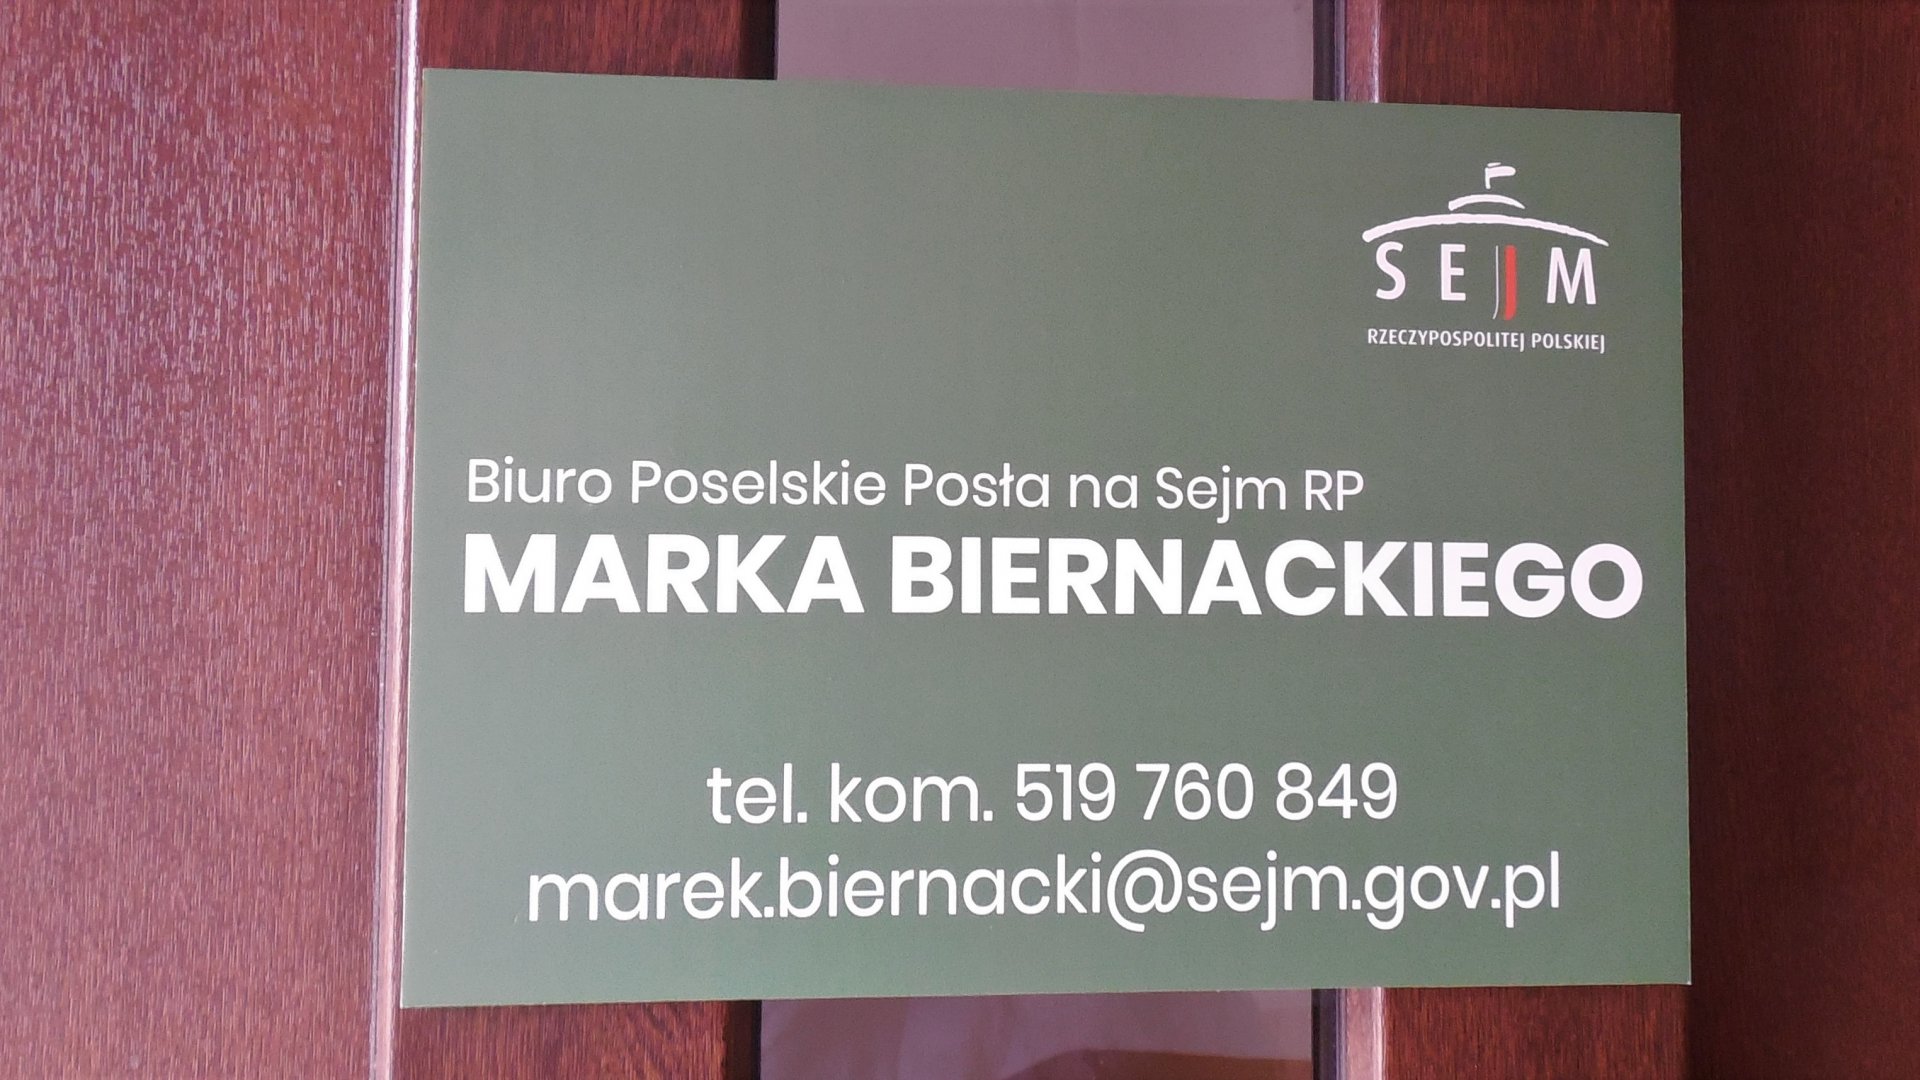 SEJM
RZECZYPOSPOLITEJ POLSKIEJ
Biuro Poselskie Posła na Sejm RP
MARKA BIERNACKIEGO
tel. kom. 519 760 849
marek.biernacki@sejm.gov.pl